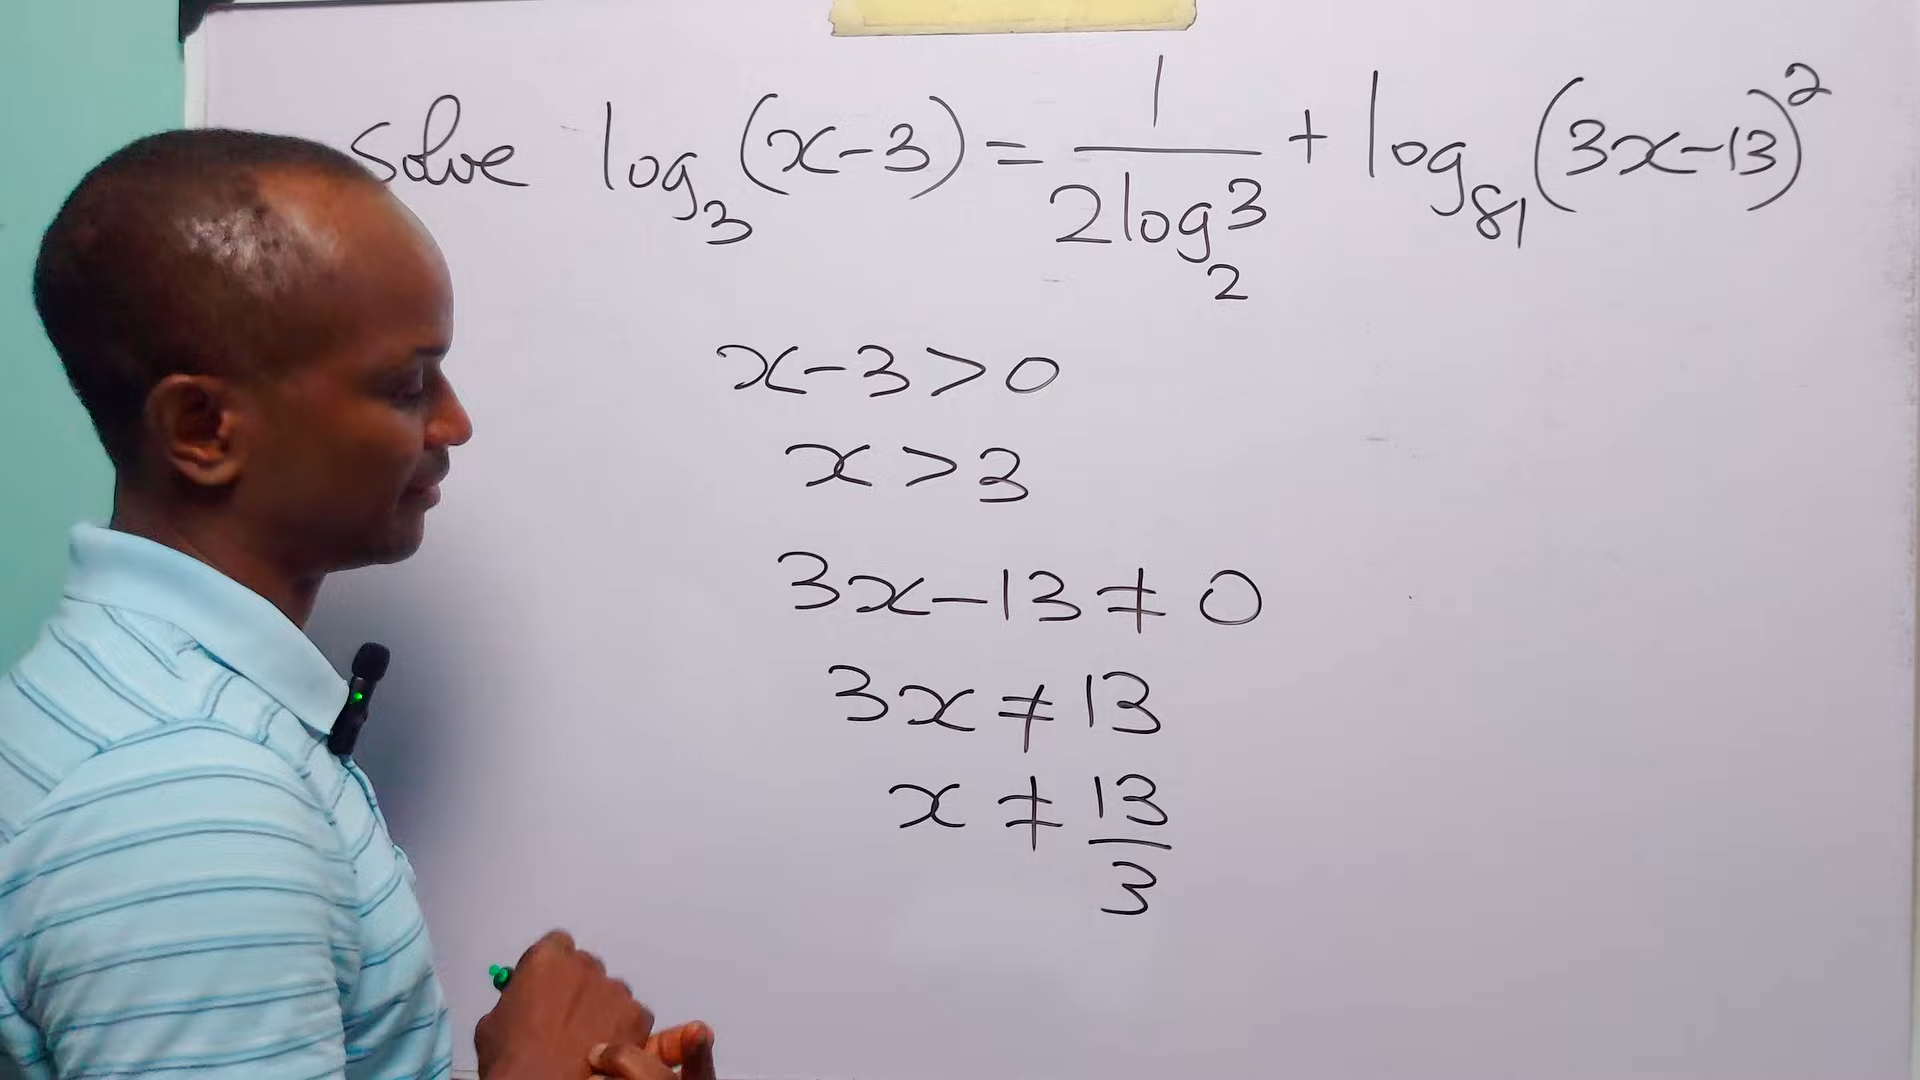 Solve log₃(x-3) = 1/(2log₂3) + log₈₁(3x-13)²
x-3>0
x>3
3x-13≠0
3x≠13
x≠13/3